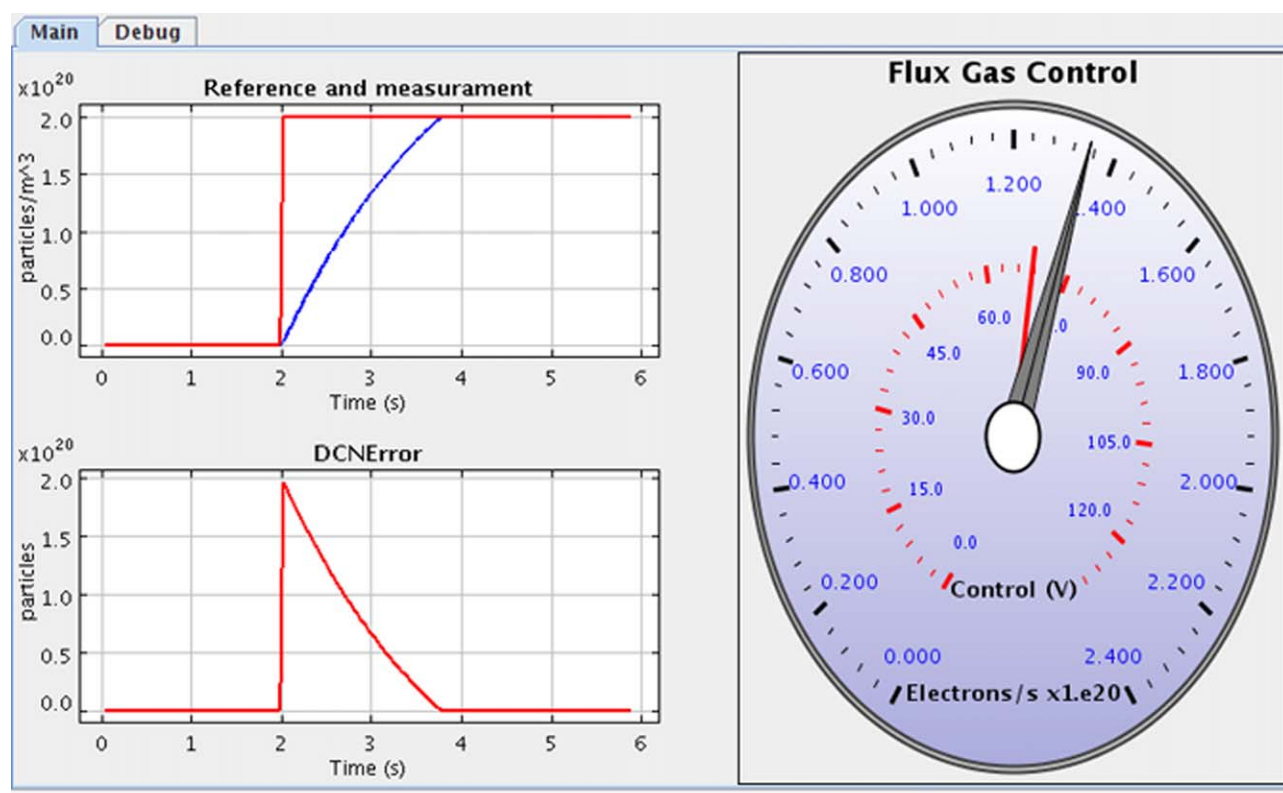 Main Debug
x10^20
Reference and measurament
2.0
1.5
1.0
0.5
0.0
particles/m^3
0 1 2 3 4 5 6
Time (s)
x10^20
DCNError
2.0
1.5
1.0
0.5
0.0
particles
0 1 2 3 4 5 6
Time (s)
Flux Gas Control
0.000
0.200
0.400
0.600
0.800
1.000
1.200
.400
1.600
1.800
2.000
2.200
2.400
0.0
15.0
30.0
45.0
60.0
.0
90.0
105.0
120.0
Control (V)
Electrons/s x1.e20